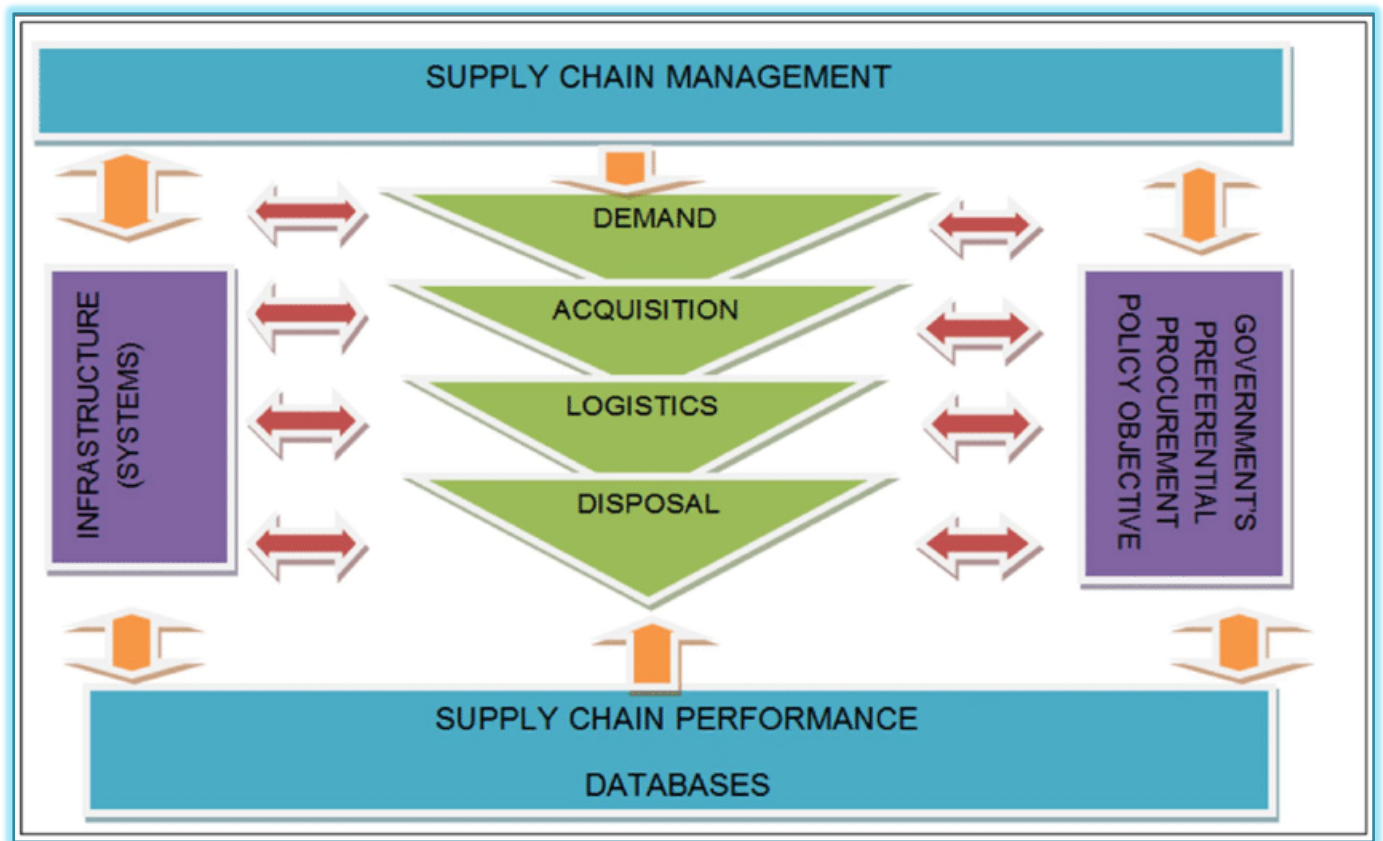 SUPPLY CHAIN MANAGEMENT
DEMAND
ACQUISITION
LOGISTICS
DISPOSAL
INFRASTRUCTURE
(SYSTEMS)
GOVERNMENT'S
PREFERENTIAL
PROCUREMENT
POLICY OBJECTIVE
SUPPLY CHAIN PERFORMANCE
DATABASES